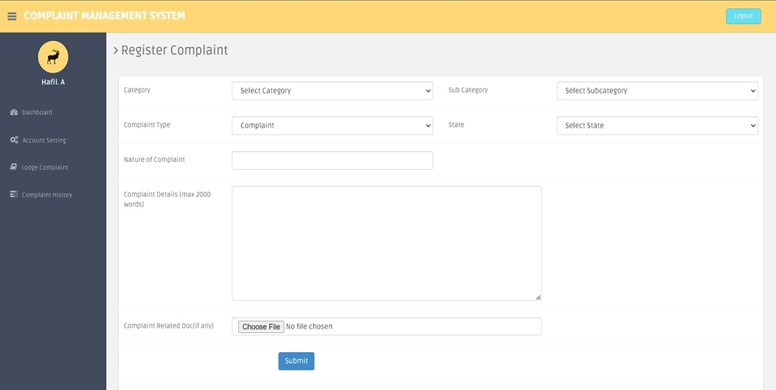 COMPLAINT MANAGEMENT SYSTEM
Logout
Hafil. A
Dashboard
Account Setting
Lodge Complaint
Complaint History
> Register Complaint
Category
Select Category
Sub Category
Select Subcategory
Complaint Type
Complaint
State
Select State
Nature of Complaint
Complaint Details (max 2000
words)
Complaint Related Doc(if any)
Choose File No file chosen
Submit